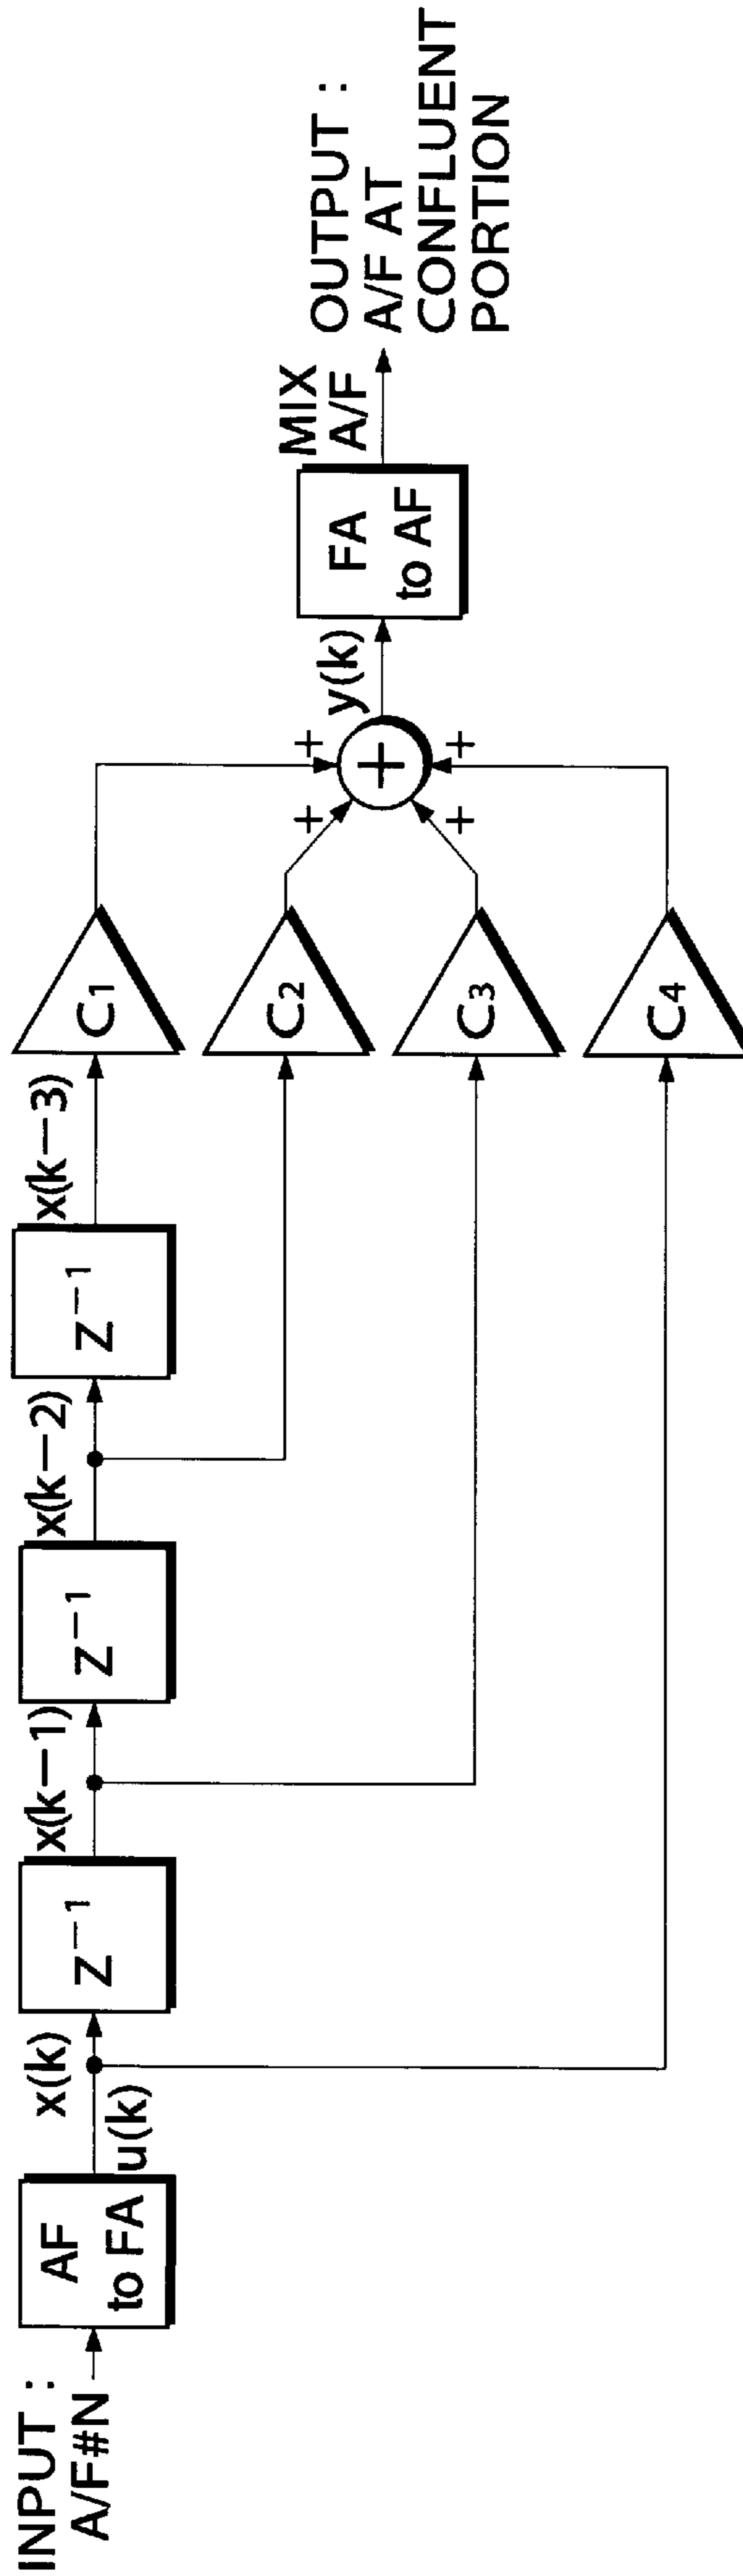 INPUT :
A/F#N
AF
to FA
x(k)
u(k)
Z−1
x(k−1)
Z−1
x(k−2)
Z−1
x(k−3)
C1
C2
C3
C4
+
+
+
+
+
y(k)
FA
to AF
MIX
A/F
OUTPUT :
A/F AT
CONFLUENT
PORTION